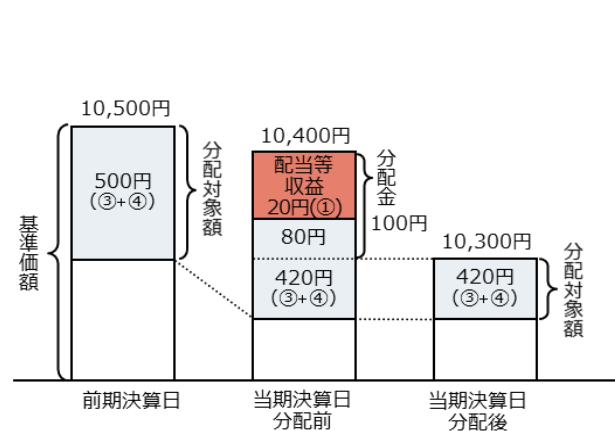 10,500円
500円
(③+④)
分配対象額
基準価額
10,400円
配当等
収益
20円(①)
80円
420円
(③+④)
分配金
100円
10,300円
420円
(③+④)
分配対象額
前期決算日
当期決算日
分配前
当期決算日
分配後